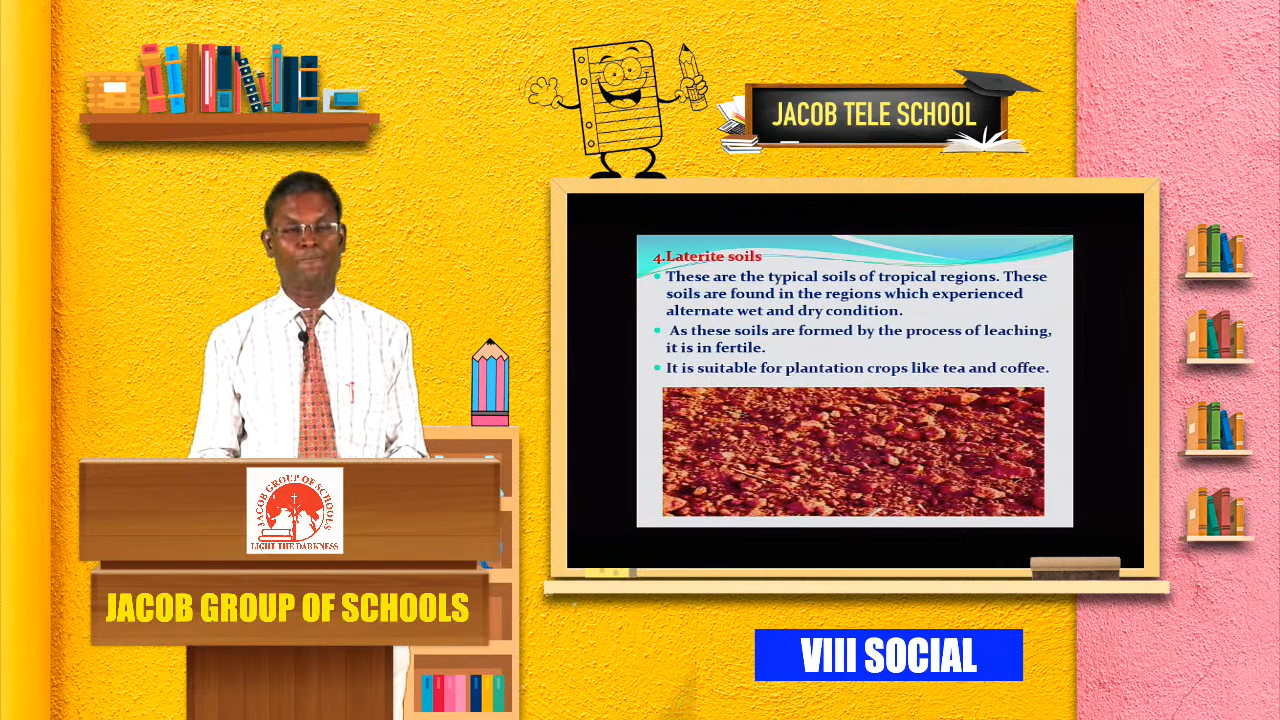 JACOB TELE SCHOOL
4.Laterite soils
These are the typical soils of tropical regions. These
soils are found in the regions which experienced
alternate wet and dry condition.
As these soils are formed by the process of leaching,
it is in fertile.
It is suitable for plantation crops like tea and coffee.
JACOB GROUP OF SCHOOLS
LIGHT THE DARKNESS
JACOB GROUP OF SCHOOLS
VIII SOCIAL